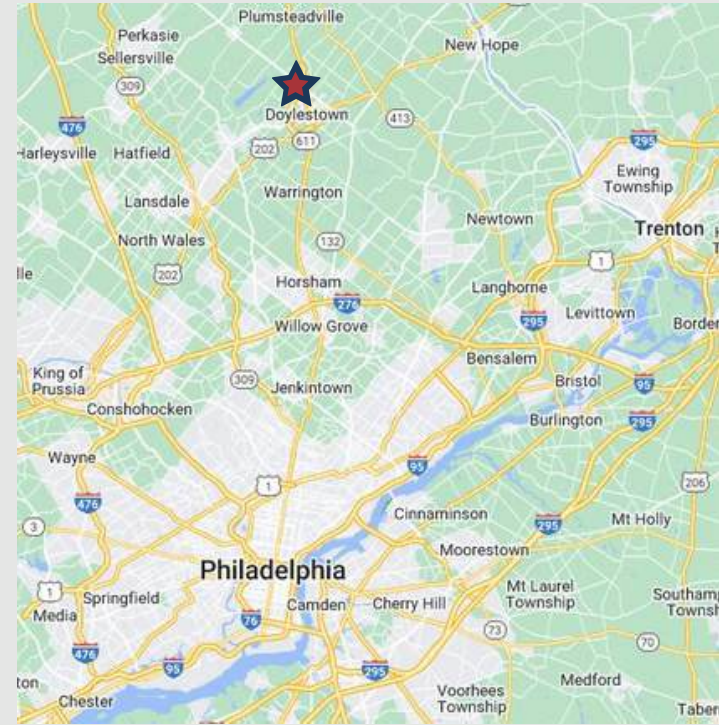 Plumsteadville
Perkasie
Sellersville
New Hope
309
476
Doylestown
413
202
611
295
Harleysville
Hatfield
Ewing
Township
Lansdale
Warrington
Newtown
Trenton
North Wales
132
1
202
lle
Horsham
Langhorne
276
295
Levittown
Willow Grove
Border
King of
Prussia
309
Jenkintown
Bensalem
Bristol
95
Conshohocken
Burlington
295
Wayne
95
1
206
476
Cinnaminson
295
Mt Holly
3
Moorestown
Philadelphia
1
Springfield
Camden
Cherry Hill
Mt Laurel
Township
Southamp
Townsh
Media
76
73
476
95
295
70
ton
Chester
Voorhees
Township
Medford
Taber